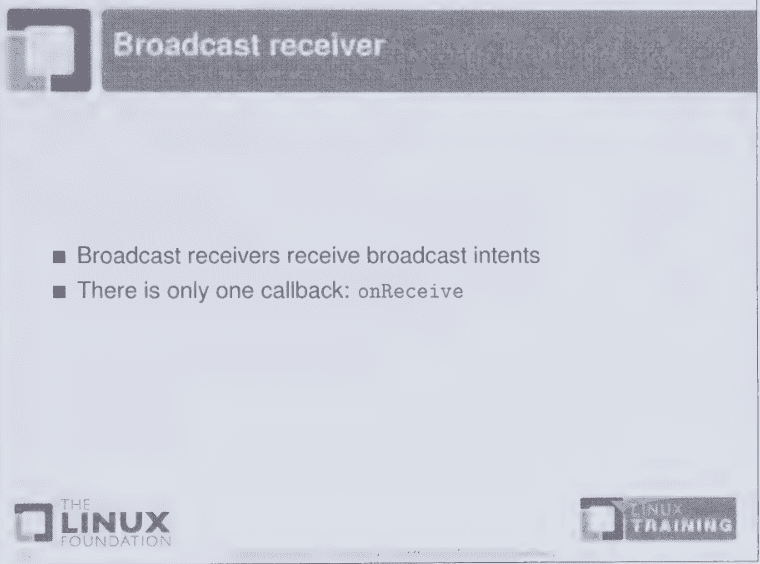 Broadcast receiver
■ Broadcast receivers receive broadcast intents
■ There is only one callback: onReceive
THE
LINUX
FOUNDATION
LINUX
TRAINING